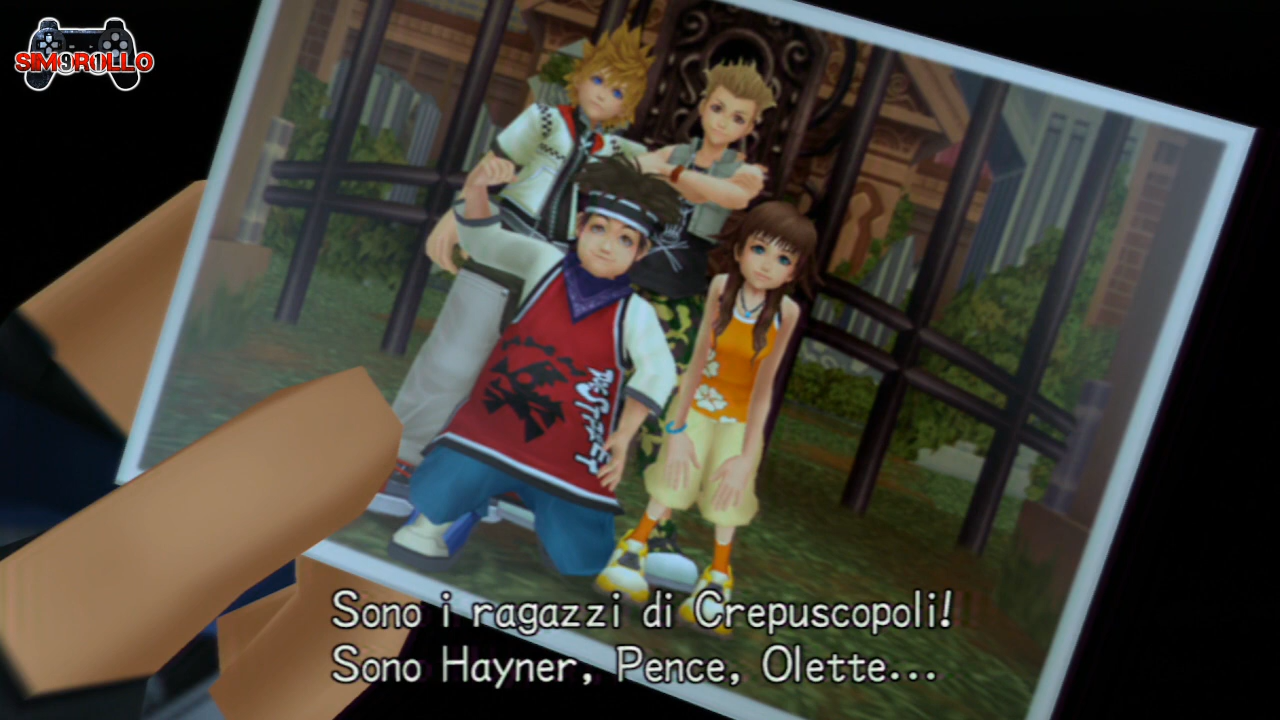 SIM9ROLLO
Sono i ragazzi di Crepuscopoli!
Sono Hayner, Pence, Olette...